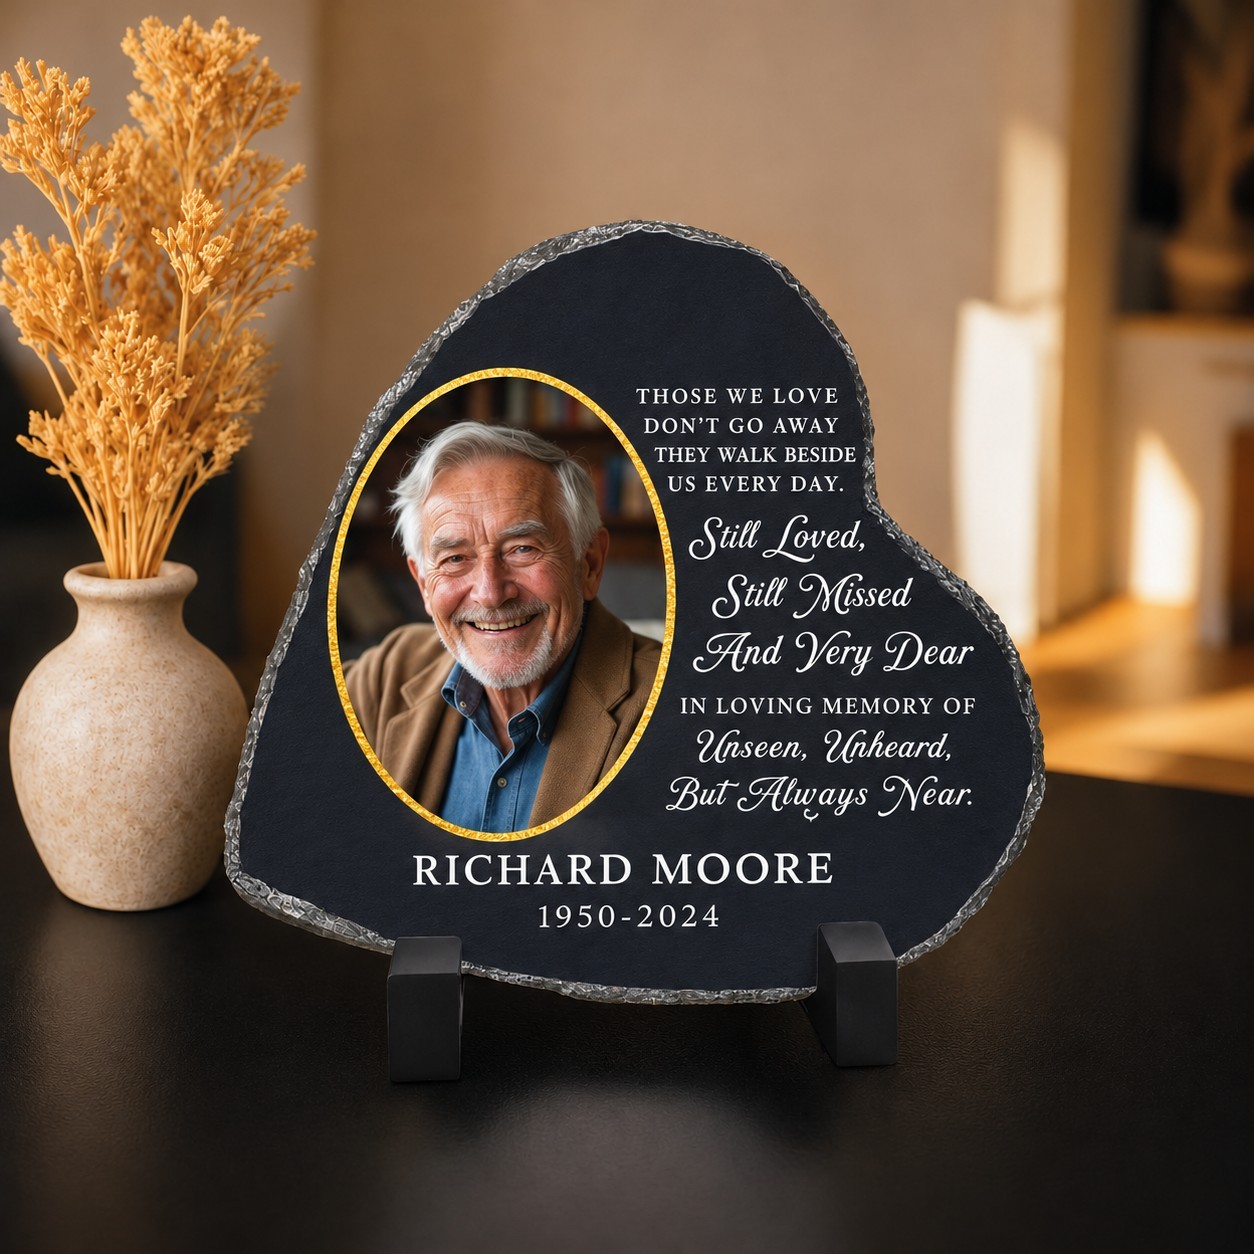 THOSE WE LOVE
DON'T GO AWAY
THEY WALK BESIDE
US EVERY DAY.
Still Loved,
Still Missed
And Very Dear
IN LOVING MEMORY OF
Unseen, Unheard,
But Always Near.
RICHARD MOORE
1950-2024